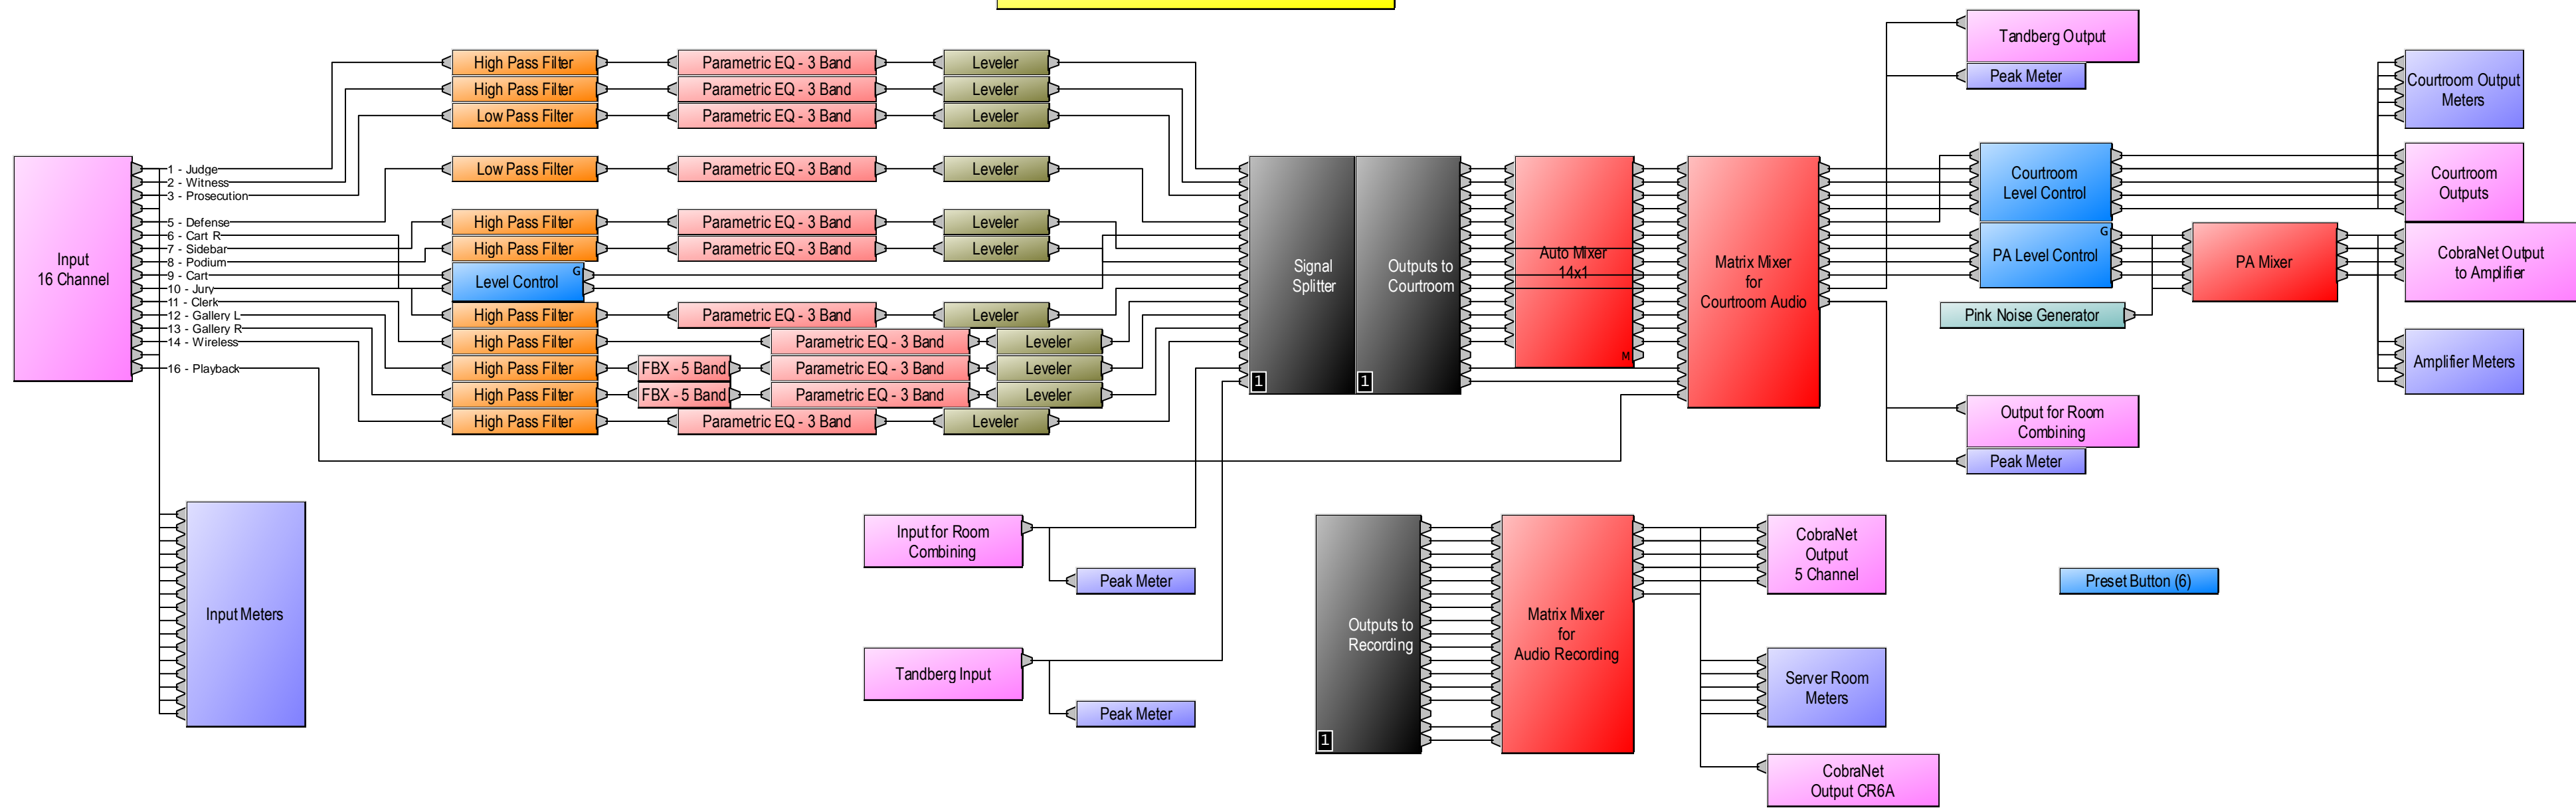 Tandberg Output
Peak Meter
Courtroom Output
Meters
High Pass Filter
Parametric EQ - 3 Band
Leveler
High Pass Filter
Parametric EQ - 3 Band
Leveler
Low Pass Filter
Parametric EQ - 3 Band
Leveler
Low Pass Filter
Parametric EQ - 3 Band
Leveler
High Pass Filter
Parametric EQ - 3 Band
Leveler
High Pass Filter
Parametric EQ - 3 Band
Leveler
Level Control
G
High Pass Filter
Parametric EQ - 3 Band
Leveler
High Pass Filter
Parametric EQ - 3 Band
Leveler
High Pass Filter
FBX - 5 Band
Parametric EQ - 3 Band
Leveler
High Pass Filter
FBX - 5 Band
Parametric EQ - 3 Band
Leveler
High Pass Filter
Parametric EQ - 3 Band
Leveler
Input
16 Channel
1 - Judge
2 - Witness
3 - Prosecution
5 - Defense
6 - Cart R
7 - Sidebar
8 - Podium
9 - Cart
10 - Jury
11 - Clerk
12 - Gallery L
13 - Gallery R
14 - Wireless
16 - Playback
Signal
Splitter
1
Outputs to
Courtroom
1
Auto Mixer
14x1
M
Matrix Mixer
for
Courtroom Audio
Courtroom
Level Control
Courtroom
Outputs
PA Level Control
G
PA Mixer
CobraNet Output
to Amplifier
Pink Noise Generator
Amplifier Meters
Output for Room
Combining
Peak Meter
Input Meters
Input for Room
Combining
Peak Meter
Tandberg Input
Peak Meter
Outputs to
Recording
1
Matrix Mixer
for
Audio Recording
CobraNet
Output
5 Channel
Server Room
Meters
CobraNet
Output CR6A
Preset Button (6)